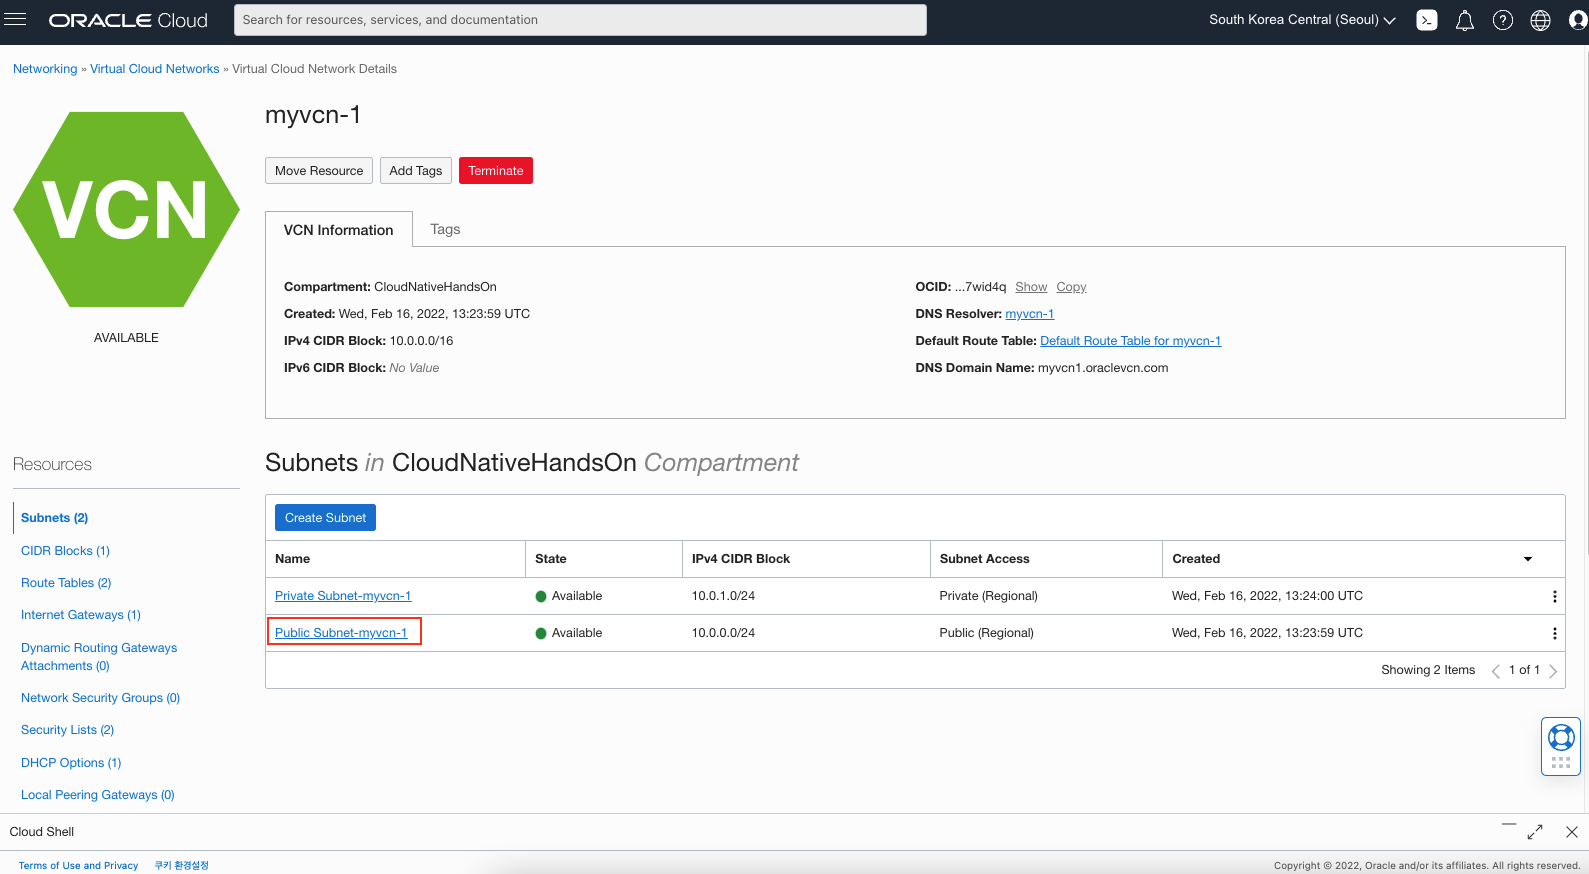 ORACLE Cloud
Search for resources, services, and documentation
South Korea Central (Seoul)
Networking » Virtual Cloud Networks » Virtual Cloud Network Details
VCN
AVAILABLE
myvcn-1
Move Resource Add Tags Terminate
VCN Information Tags
Compartment: CloudNativeHandsOn
Created: Wed, Feb 16, 2022, 13:23:59 UTC
IPv4 CIDR Block: 10.0.0.0/16
IPv6 CIDR Block: No Value
OCID: ...7wid4q Show Copy
DNS Resolver: myvcn-1
Default Route Table: Default Route Table for myvcn-1
DNS Domain Name: myvcn1.oraclevcn.com
Resources
Subnets (2)
CIDR Blocks (1)
Route Tables (2)
Internet Gateways (1)
Dynamic Routing Gateways
Attachments (0)
Network Security Groups (0)
Security Lists (2)
DHCP Options (1)
Local Peering Gateways (0)
Subnets in CloudNativeHandsOn Compartment
Create Subnet
Name State IPv4 CIDR Block Subnet Access Created
Private Subnet-myvcn-1 Available 10.0.1.0/24 Private (Regional) Wed, Feb 16, 2022, 13:24:00 UTC
Public Subnet-myvcn-1 Available 10.0.0.0/24 Public (Regional) Wed, Feb 16, 2022, 13:23:59 UTC
Showing 2 Items 1 of 1
Cloud Shell
Terms of Use and Privacy 쿠키 환경설정
Copyright © 2022, Oracle and/or its affiliates. All rights reserved.